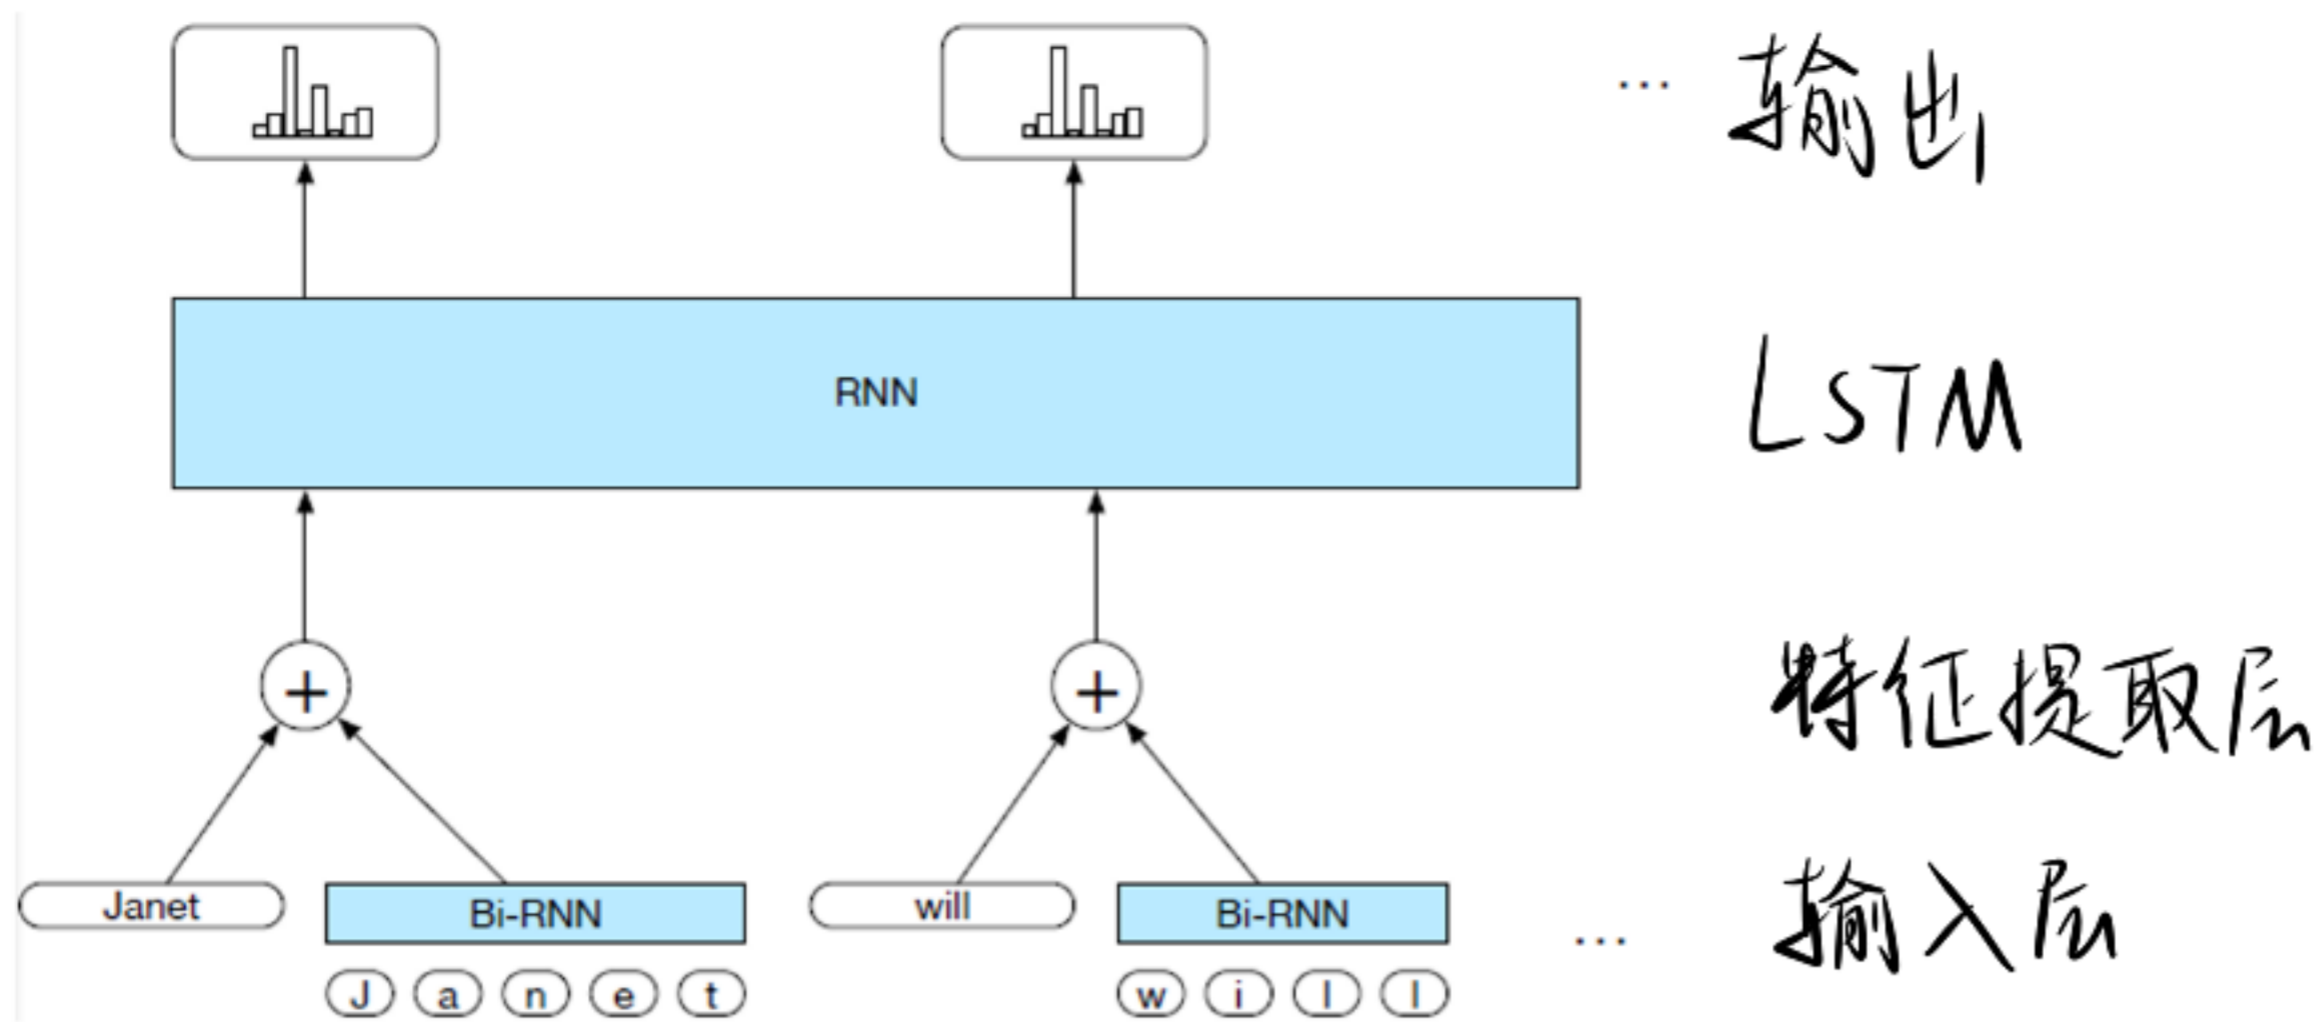 … 输出
RNN
LSTM
+ +
特征提取层
Janet Bi-RNN will Bi-RNN … 输入层
J a n e t w i l l